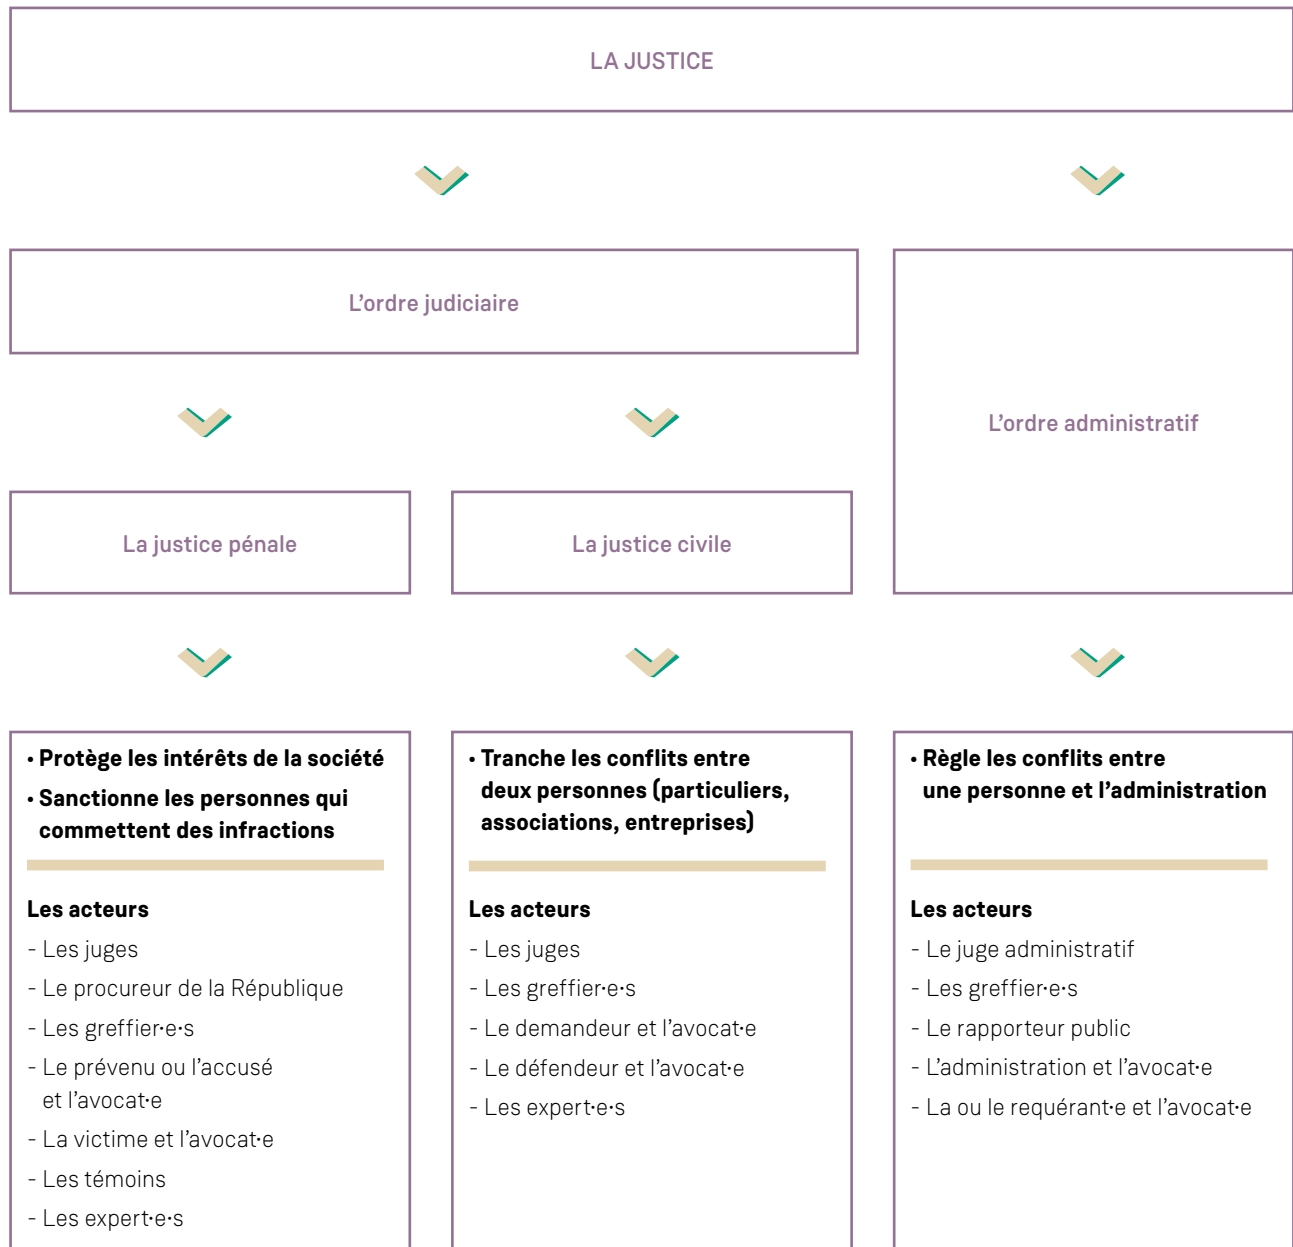 LA JUSTICE
L’ordre judiciaire
L’ordre administratif
La justice pénale
La justice civile
• Protège les intérêts de la société
• Sanctionne les personnes qui
commettent des infractions
Les acteurs
- Les juges
- Le procureur de la République
- Les greffier·e·s
- Le prévenu ou l’accusé
et l’avocat·e
- La victime et l’avocat·e
- Les témoins
- Les expert·e·s
• Tranche les conflits entre
deux personnes (particuliers,
associations, entreprises)
Les acteurs
- Les juges
- Les greffier·e·s
- Le demandeur et l’avocat·e
- Le défendeur et l’avocat·e
- Les expert·e·s
• Règle les conflits entre
une personne et l’administration
Les acteurs
- Le juge administratif
- Les greffier·e·s
- Le rapporteur public
- L’administration et l’avocat·e
- La ou le requérant·e et l’avocat·e